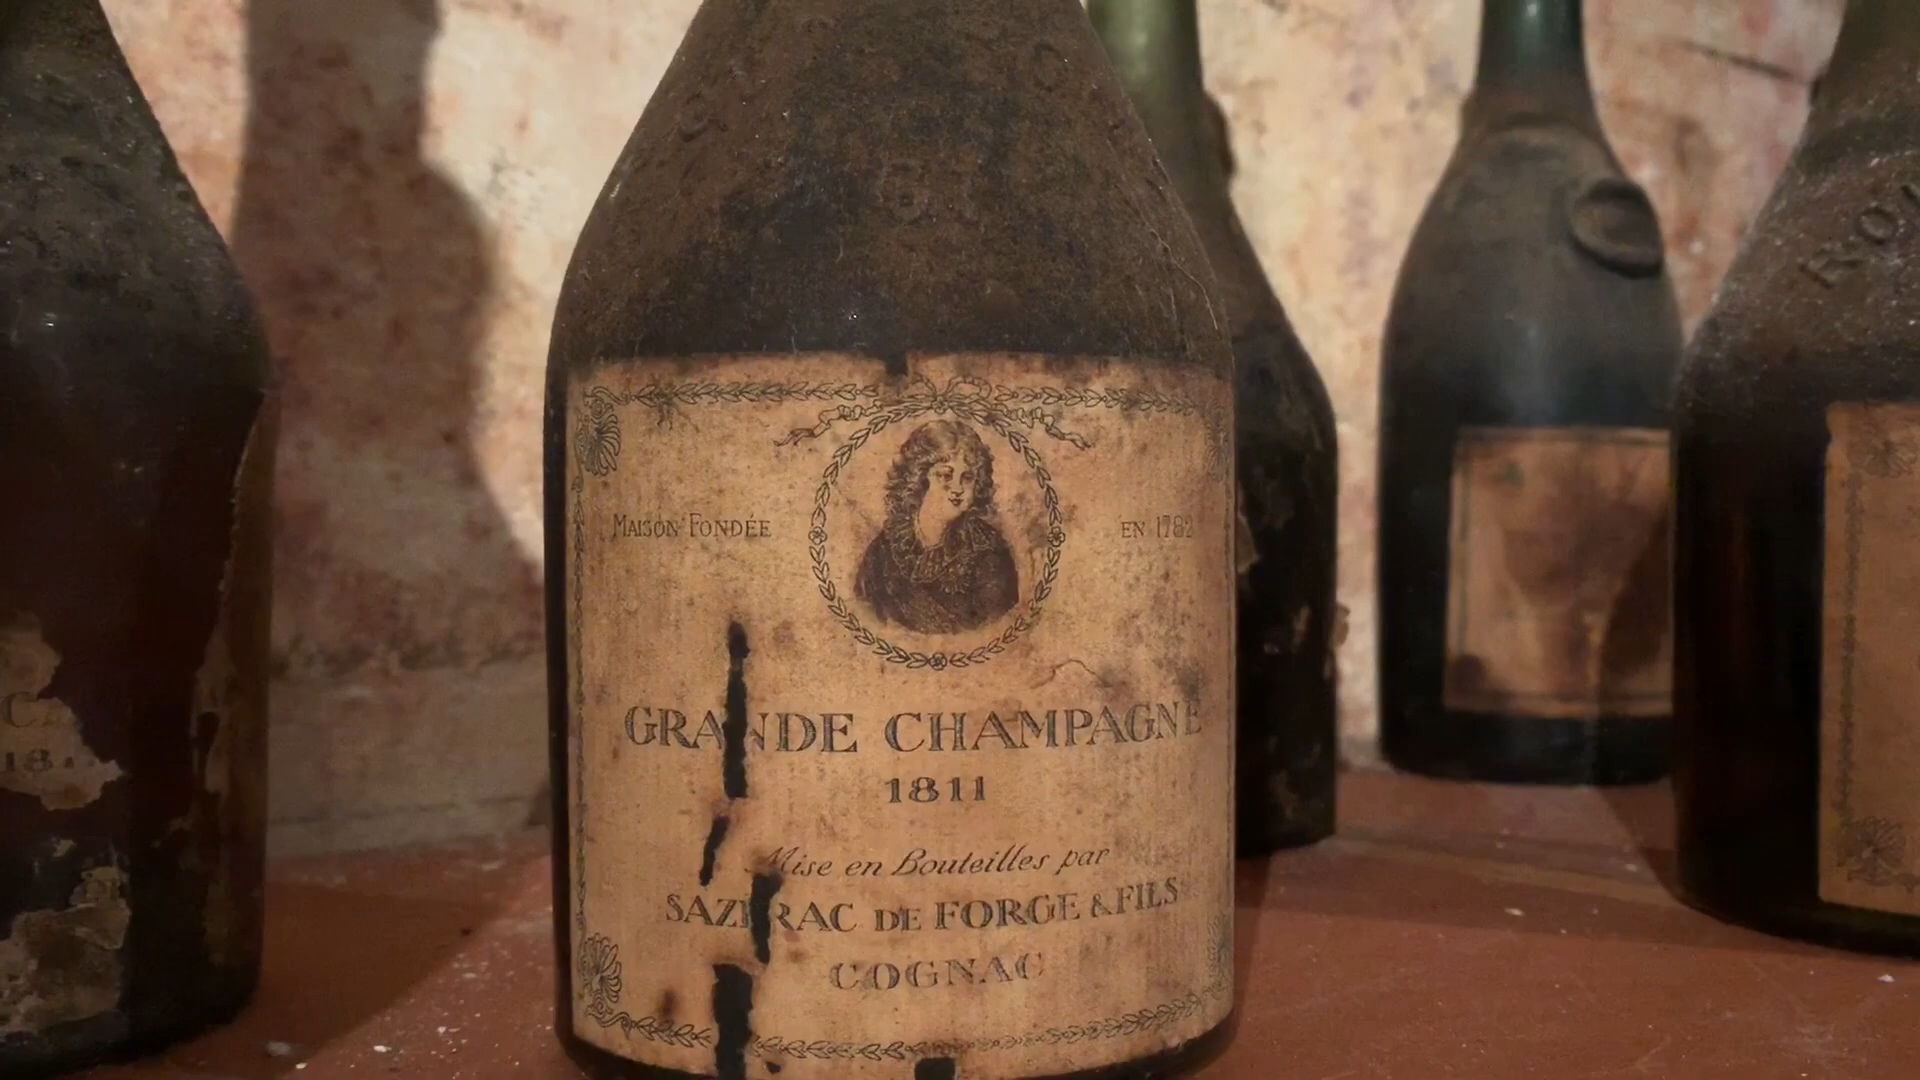 MAISON FONDÉE EN 1782
GRANDE CHAMPAGNE
1811
Mise en Bouteilles par
SAZERAC DE FORGE & FILS
COGNAC